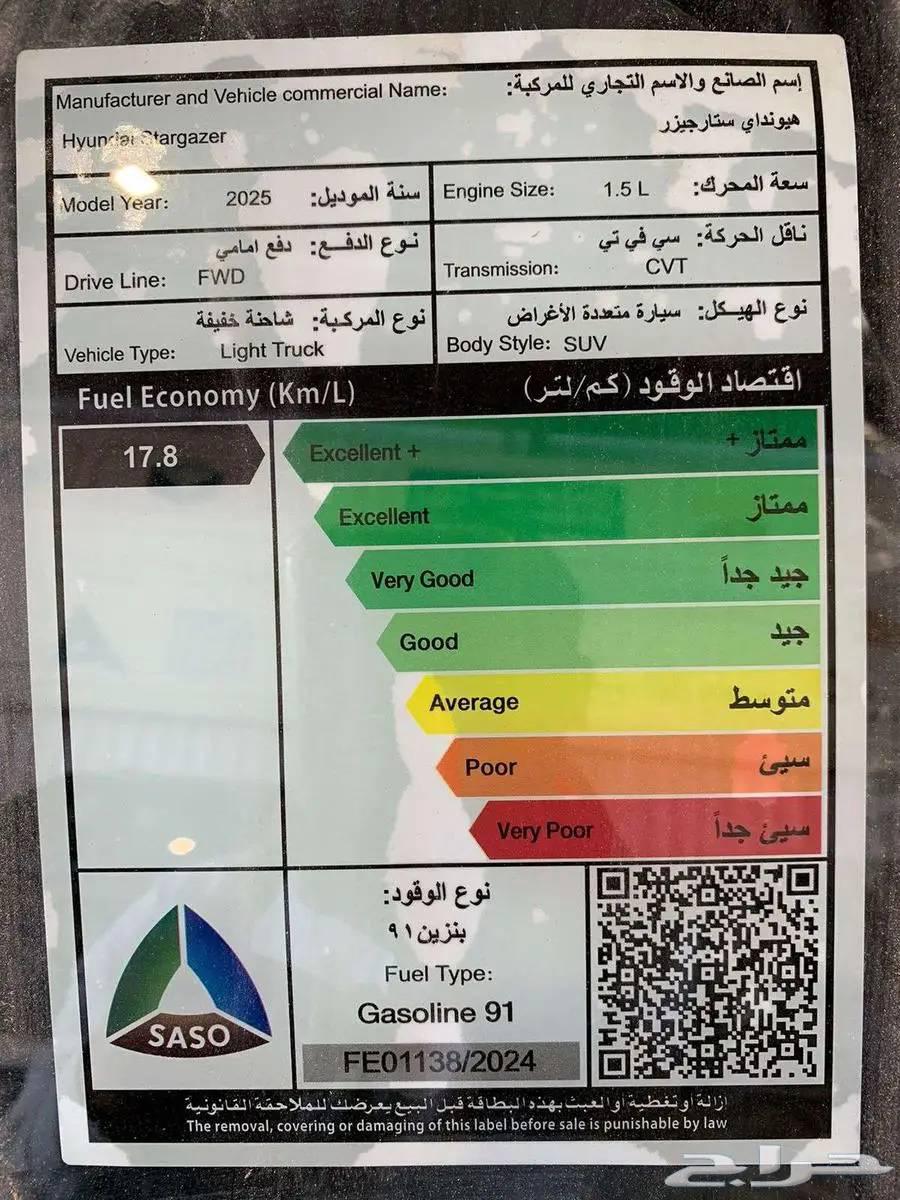 Manufacturer and Vehicle commercial Name: إسم الصانع والاسم التجاري للمركبة:
Hyundai Stargazer هيونداي ستارجيزر
Model Year: 2025 سنة الموديل:
Engine Size: 1.5 L سعة المحرك:
نوع الدفع: دفع امامي
Drive Line: FWD
ناقل الحركة: سي في تي
Transmission: CVT
نوع المركبة: شاحنة خفيفة
Vehicle Type: Light Truck
نوع الهيكل: سيارة متعددة الأغراض
Body Style: SUV
Fuel Economy (Km/L) اقتصاد الوقود (كم/لتر)
17.8
Excellent + ممتاز +
Excellent ممتاز
Very Good جيد جداً
Good جيد
Average متوسط
Poor سيئ
Very Poor سيئ جداً
SASO
نوع الوقود:
بنزين ٩١
Fuel Type:
Gasoline 91
FE01138/2024
ازالة أو تغطية أو العبث بهذه البطاقة قبل البيع يعرضك للملاحقة القانونية
The removal, covering or damaging of this label before sale is punishable by law
حراج